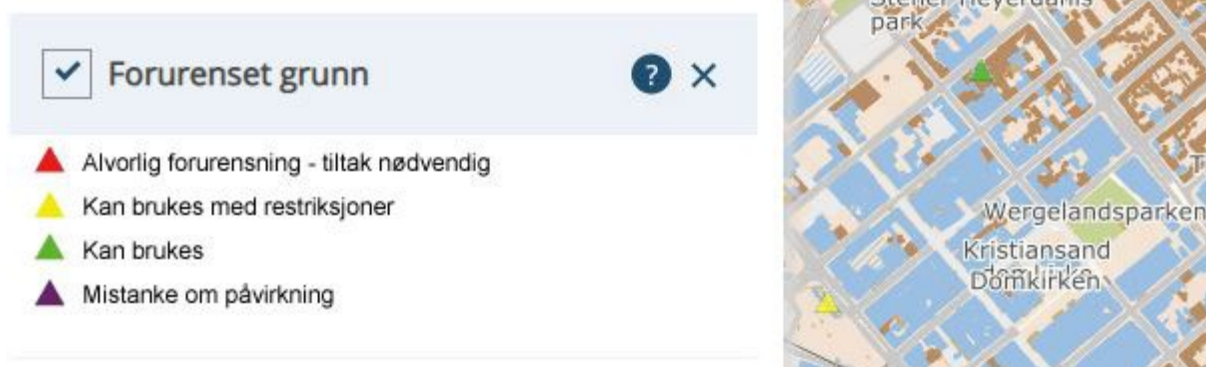 Forurenset grunn
?
Alvorlig forurensning - tiltak nødvendig
Kan brukes med restriksjoner
Kan brukes
Mistanke om påvirkning
park
Wergelandsparken
Kristiansand
domkirke
Domkirken
T